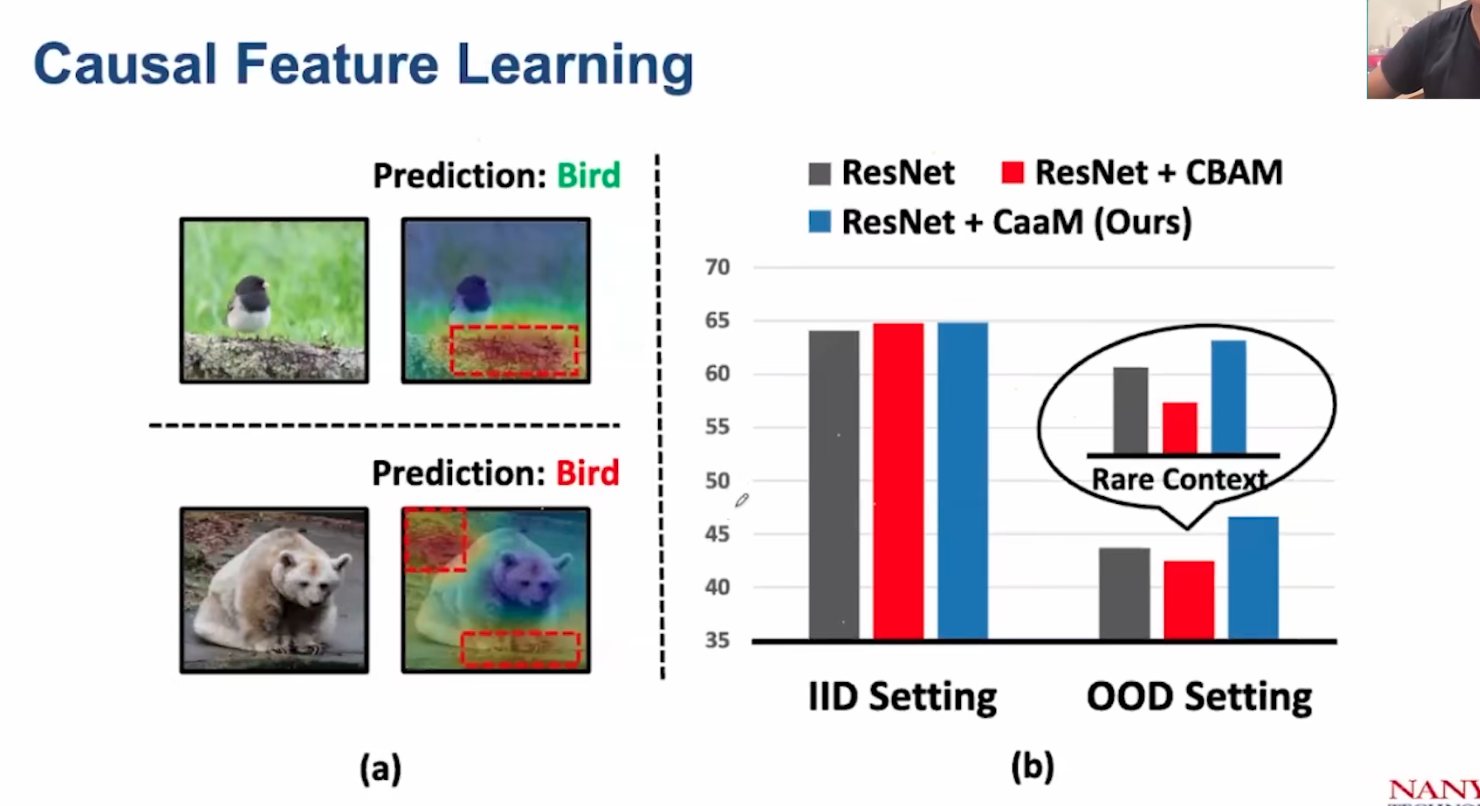 Causal Feature Learning
Prediction: Bird
Prediction: Bird
(a)
ResNet
ResNet + CBAM
ResNet + CaaM (Ours)
70
65
60
55
50
45
40
35
Rare Context
IID Setting
OOD Setting
(b)